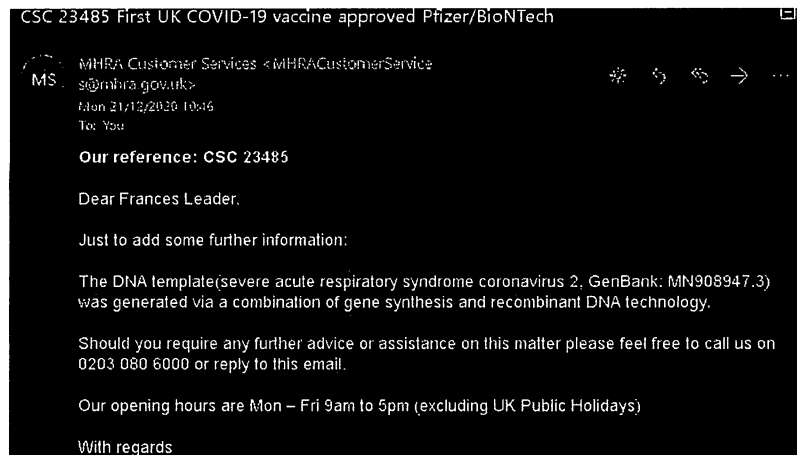 CSC 23485 First UK COVID-19 vaccine approved Pfizer/BioNTech
MS
MHRA Customer Services <MHRACustomerService
s@mhra.gov.uk>
Mon 21/12/2020 10:46
To: You
Our reference: CSC 23485
Dear Frances Leader,
Just to add some further information:
The DNA template(severe acute respiratory syndrome coronavirus 2, GenBank: MN908947.3)
was generated via a combination of gene synthesis and recombinant DNA technology.
Should you require any further advice or assistance on this matter please feel free to call us on
0203 080 6000 or reply to this email.
Our opening hours are Mon – Fri 9am to 5pm (excluding UK Public Holidays)
With regards